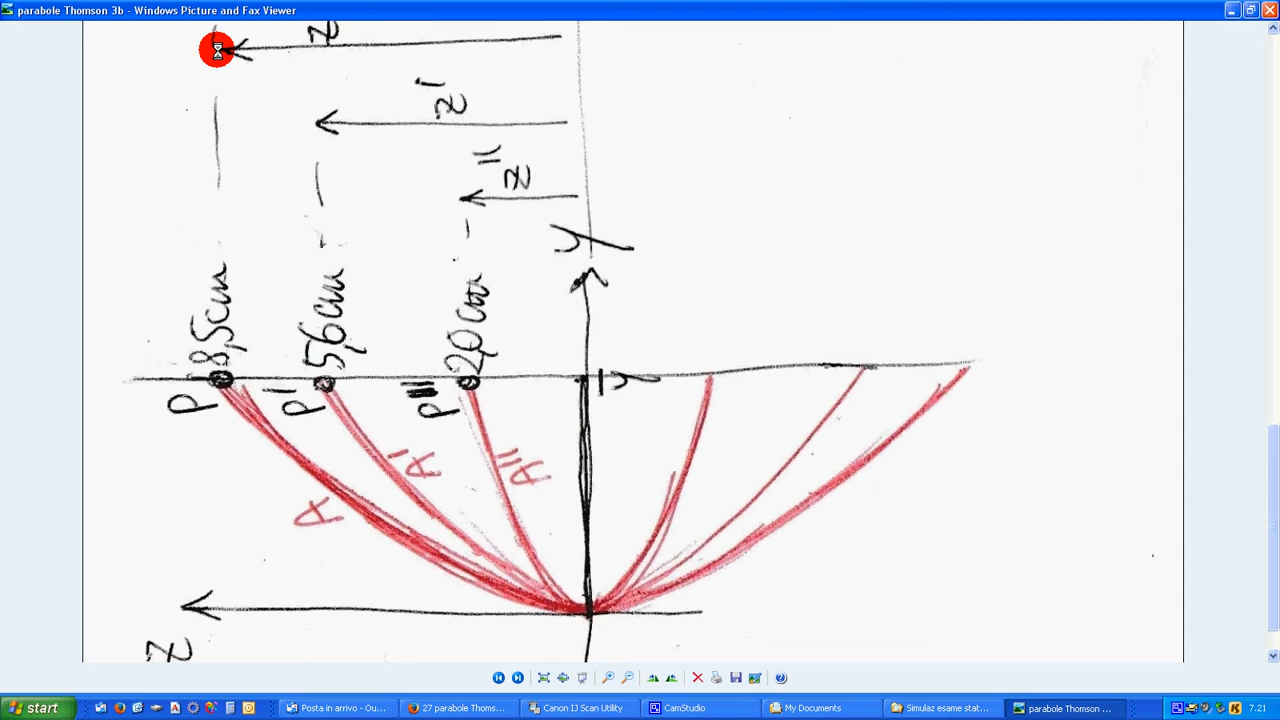 parabole Thomson 3b - Windows Picture and Fax Viewer
z
z'
z''
y
8,5cm
5,6cm
2,0cm
P
P'
P''
y
A
A'
A''
z
start
Posta in arrivo - Ou...
27 parabole Thomso...
Canon IJ Scan Utility
CamStudio
My Documents
Simulaz esame stat...
parabole Thomson ...
7.21